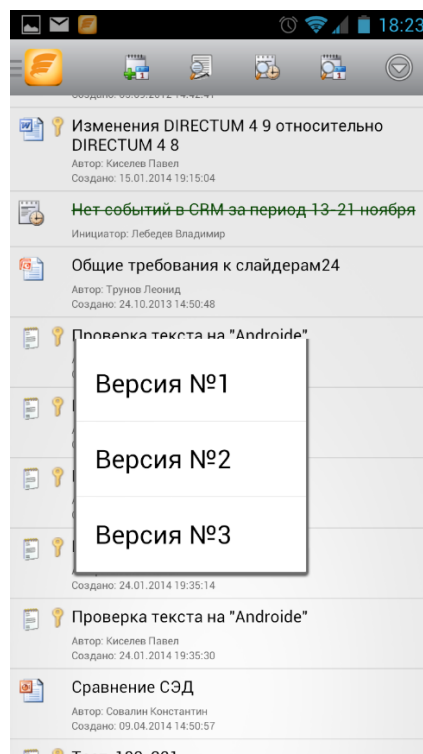 18:23
Изменения DIRECTUM 4 9 относительно
DIRECTUM 4 8
Автор: Киселев Павел
Создано: 15.01.2014 19:15:04
Нет событий в CRM за период 13-21 ноября
Инициатор: Лебедев Владимир
Общие требования к слайдерам24
Автор: Трунов Леонид
Создано: 24.10.2013 14:50:48
Проверка текста на "Androide"
Версия №1
Версия №2
Версия №3
Создано: 24.01.2014 19:35:14
Проверка текста на "Androide"
Автор: Киселев Павел
Создано: 24.01.2014 19:35:30
Сравнение СЭД
Автор: Совалин Константин
Создано: 09.04.2014 14:50:57